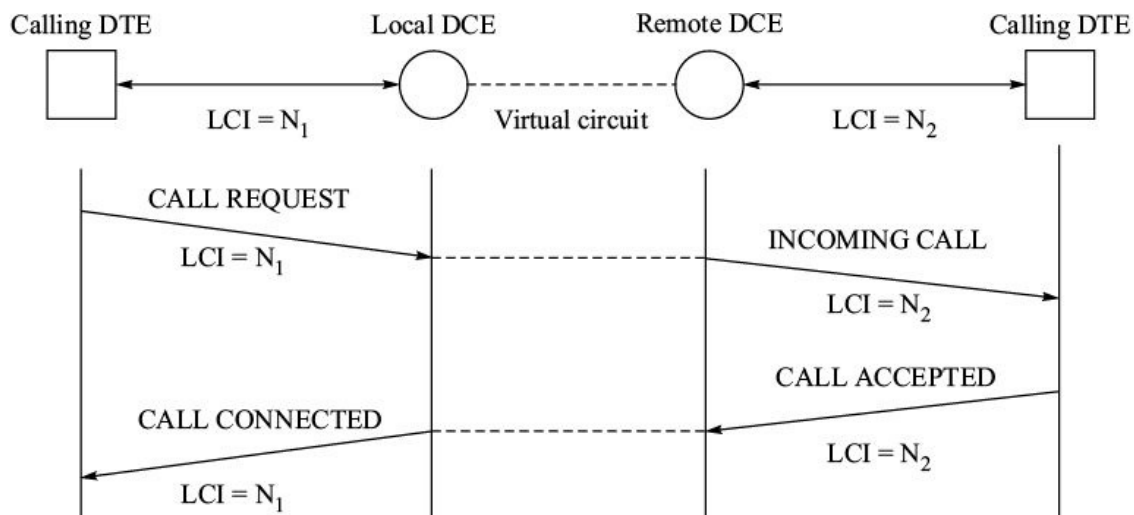 Calling DTE
Local DCE
Remote DCE
Calling DTE
LCI = N₁
Virtual circuit
LCI = N₂
CALL REQUEST
LCI = N₁
INCOMING CALL
LCI = N₂
CALL ACCEPTED
CALL CONNECTED
LCI = N₂
LCI = N₁